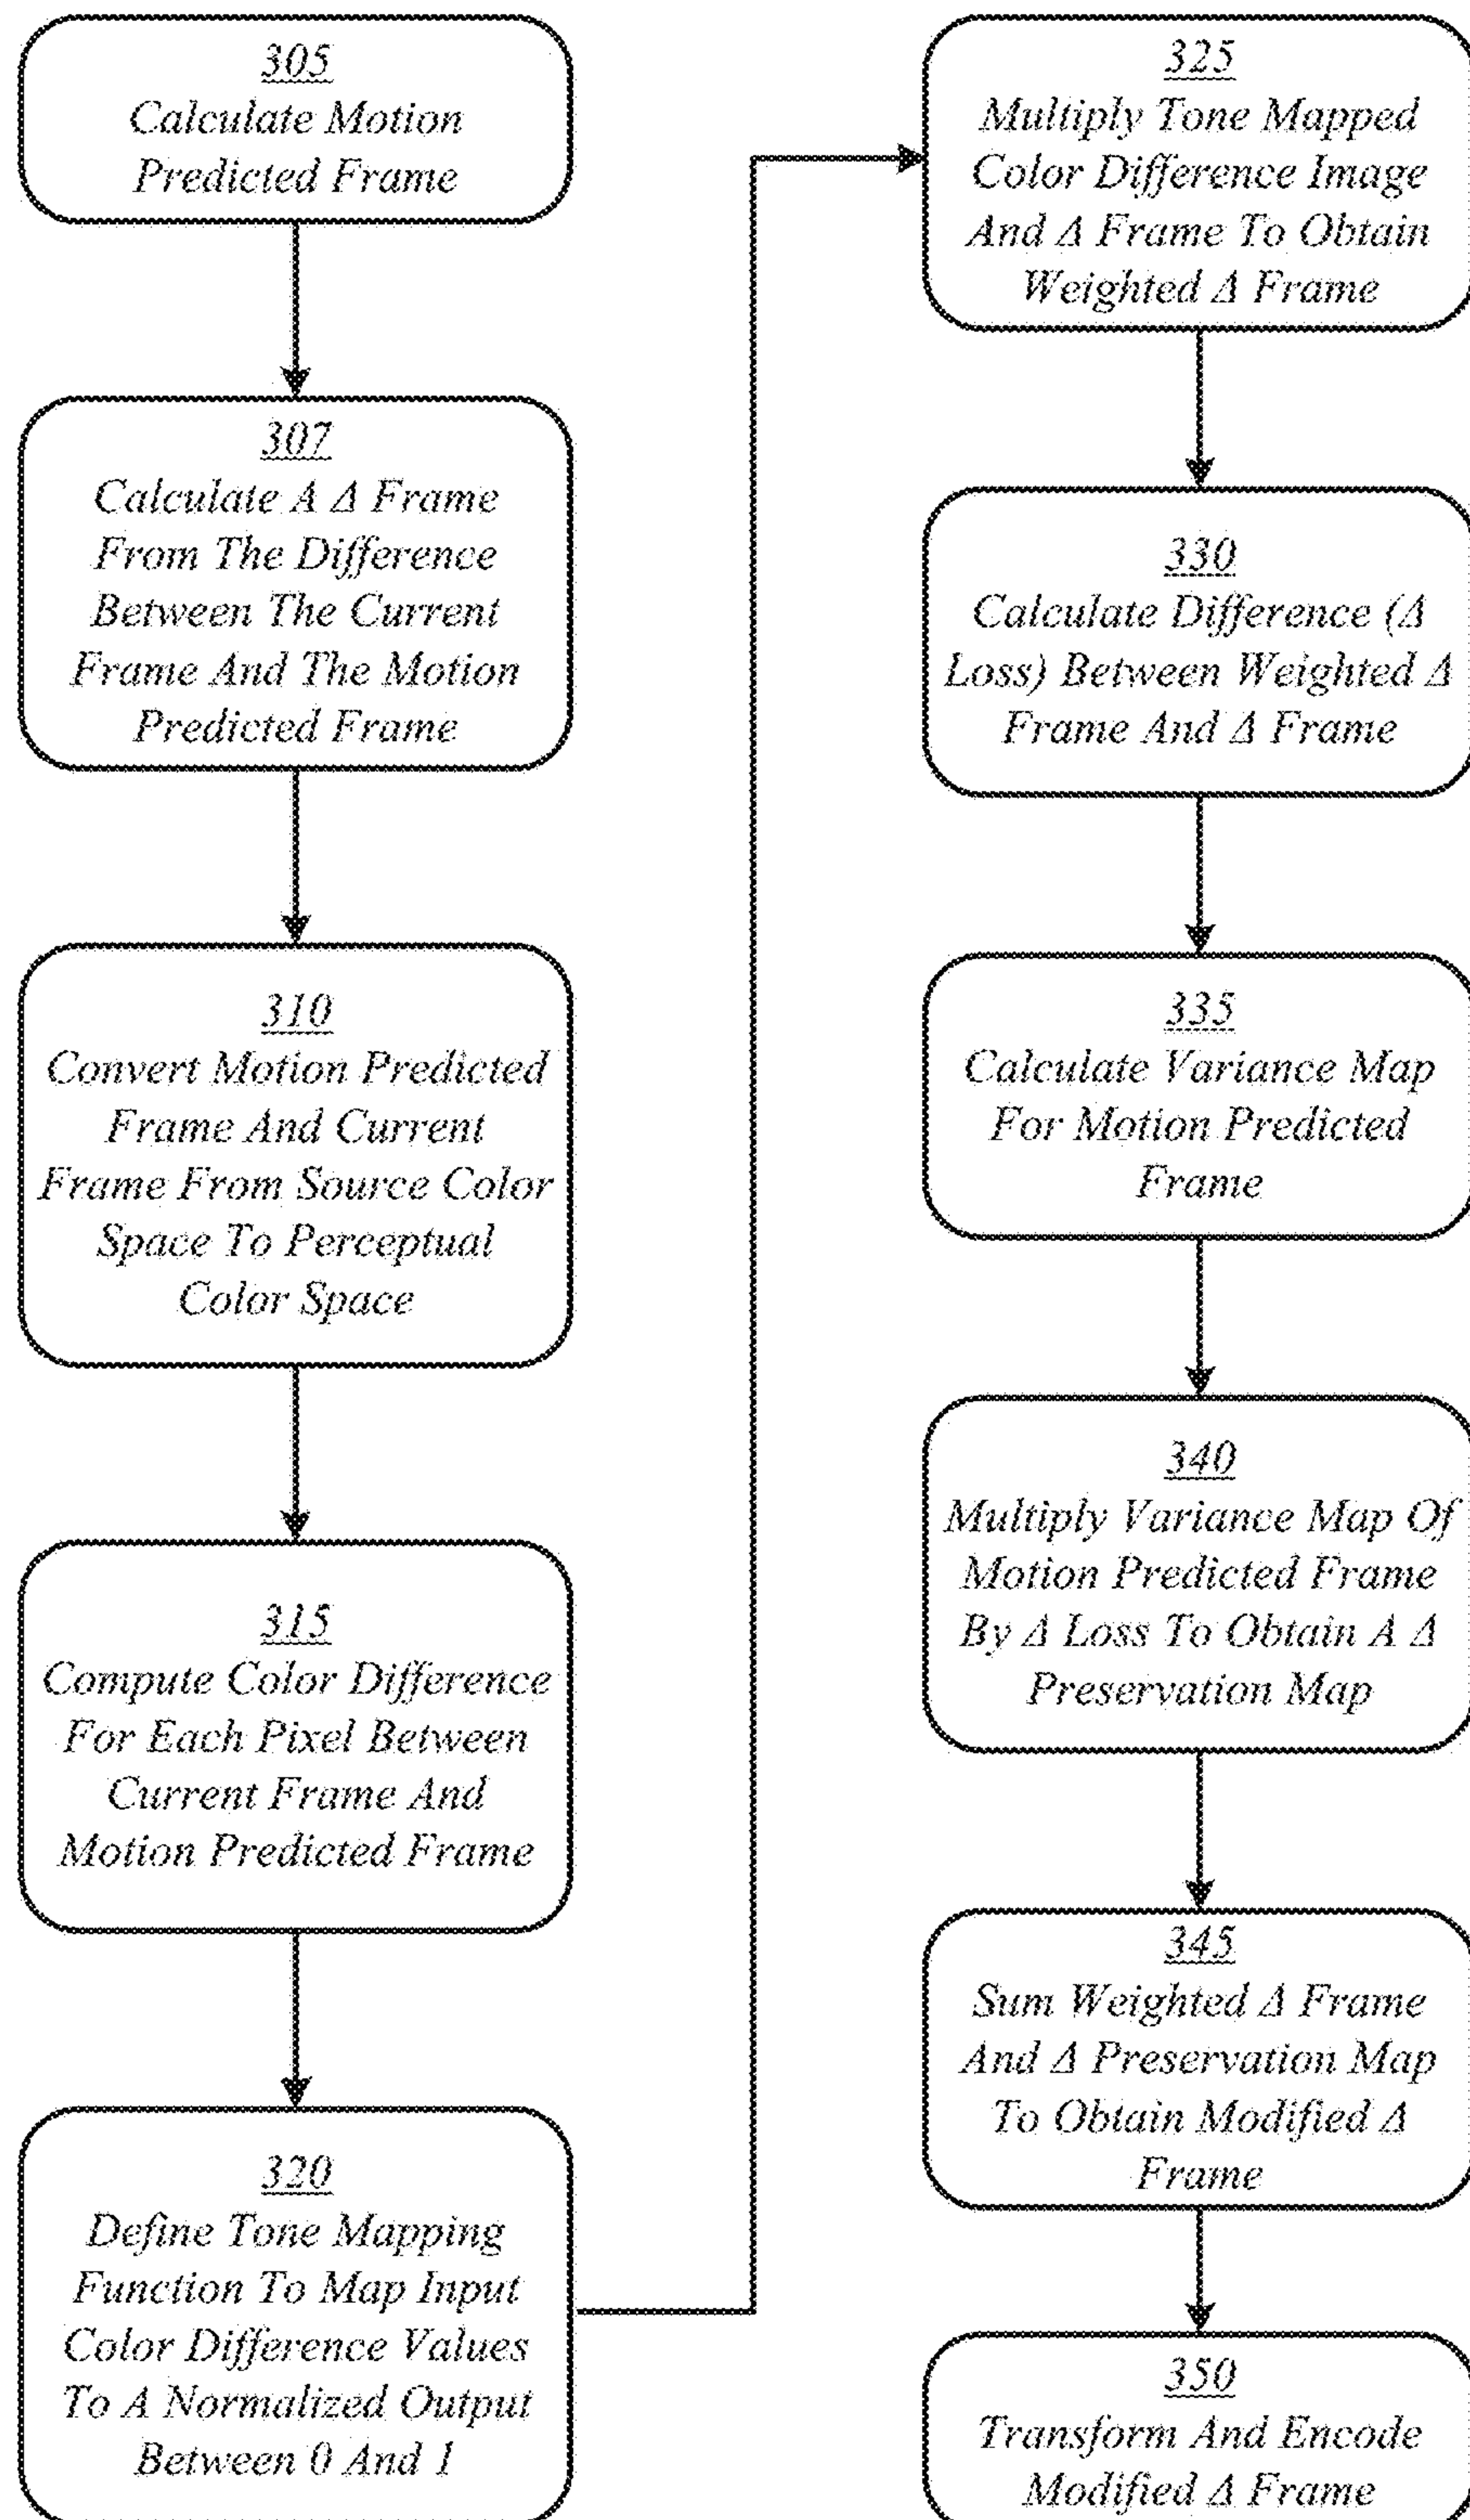 305
Calculate Motion
Predicted Frame
307
Calculate A Δ Frame
From The Difference
Between The Current
Frame And The Motion
Predicted Frame
310
Convert Motion Predicted
Frame And Current
Frame From Source Color
Space To Perceptual
Color Space
315
Compute Color Difference
For Each Pixel Between
Current Frame And
Motion Predicted Frame
320
Define Tone Mapping
Function To Map Input
Color Difference Values
To A Normalized Output
Between 0 And 1
325
Multiply Tone Mapped
Color Difference Image
And Δ Frame To Obtain
Weighted Δ Frame
330
Calculate Difference (Δ
Loss) Between Weighted Δ
Frame And Δ Frame
335
Calculate Variance Map
For Motion Predicted
Frame
340
Multiply Variance Map Of
Motion Predicted Frame
By Δ Loss To Obtain A Δ
Preservation Map
345
Sum Weighted Δ Frame
And Δ Preservation Map
To Obtain Modified Δ
Frame
350
Transform And Encode
Modified Δ Frame